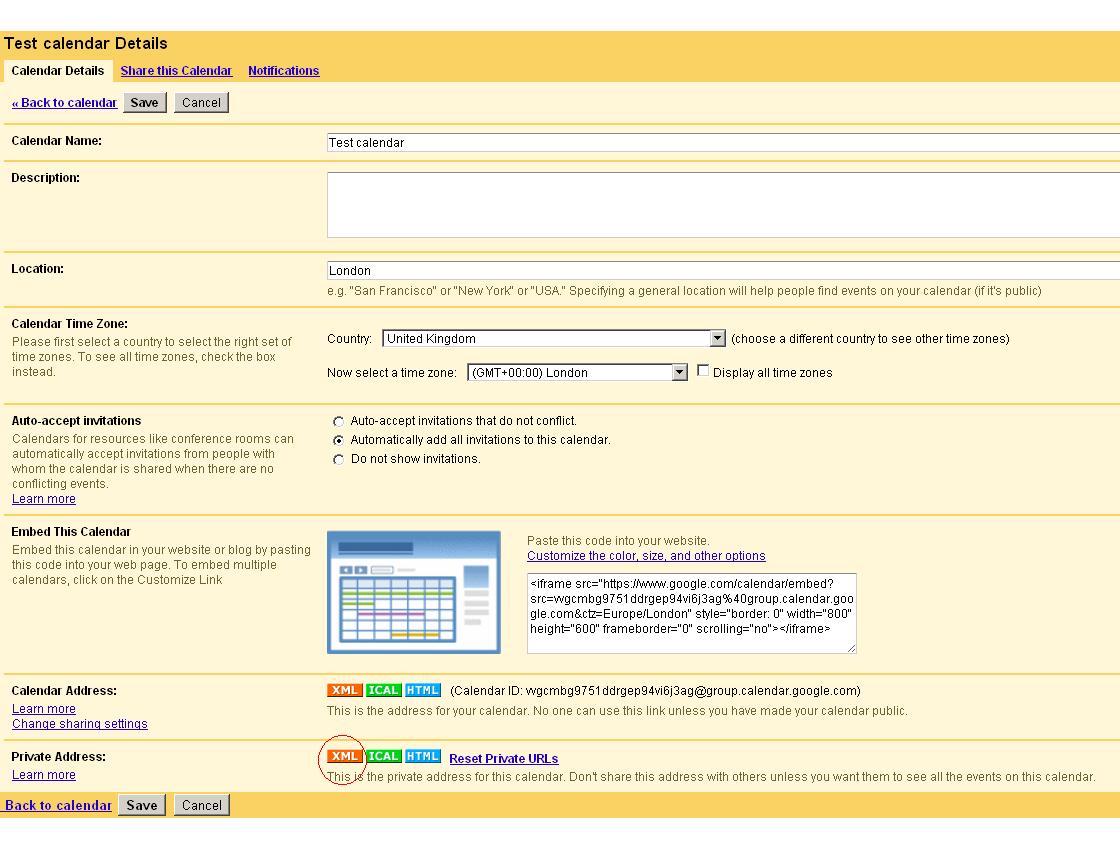 Test calendar Details
Calendar Details Share this Calendar Notifications
« Back to calendar Save Cancel
Calendar Name: Test calendar
Description:
Location: London
e.g. "San Francisco" or "New York" or "USA." Specifying a general location will help people find events on your calendar (if it's public)
Calendar Time Zone:
Please first select a country to select the right set of
time zones. To see all time zones, check the box
instead.
Country: United Kingdom (choose a different country to see other time zones)
Now select a time zone: (GMT+00:00) London Display all time zones
Auto-accept invitations
Calendars for resources like conference rooms can
automatically accept invitations from people with
whom the calendar is shared when there are no
conflicting events.
Learn more
Auto-accept invitations that do not conflict.
Automatically add all invitations to this calendar.
Do not show invitations.
Embed This Calendar
Embed this calendar in your website or blog by pasting
this code into your web page. To embed multiple
calendars, click on the Customize Link
Paste this code into your website.
Customize the color, size, and other options
<iframe src="https://www.google.com/calendar/embed?
src=vvgcmbg9751ddrgep94vi6j3ag%40group.calendar.goo
gle.com&ctz=Europe/London" style="border: 0" width="800"
height="600" frameborder="0" scrolling="no"></iframe>
Calendar Address:
Learn more
Change sharing settings
XML ICAL HTML (Calendar ID: vvgcmbg9751ddrgep94vi6j3ag@group.calendar.google.com)
This is the address for your calendar. No one can use this link unless you have made your calendar public.
Private Address:
Learn more
XML ICAL HTML Reset Private URLs
This is the private address for this calendar. Don't share this address with others unless you want them to see all the events on this calendar.
Back to calendar Save Cancel